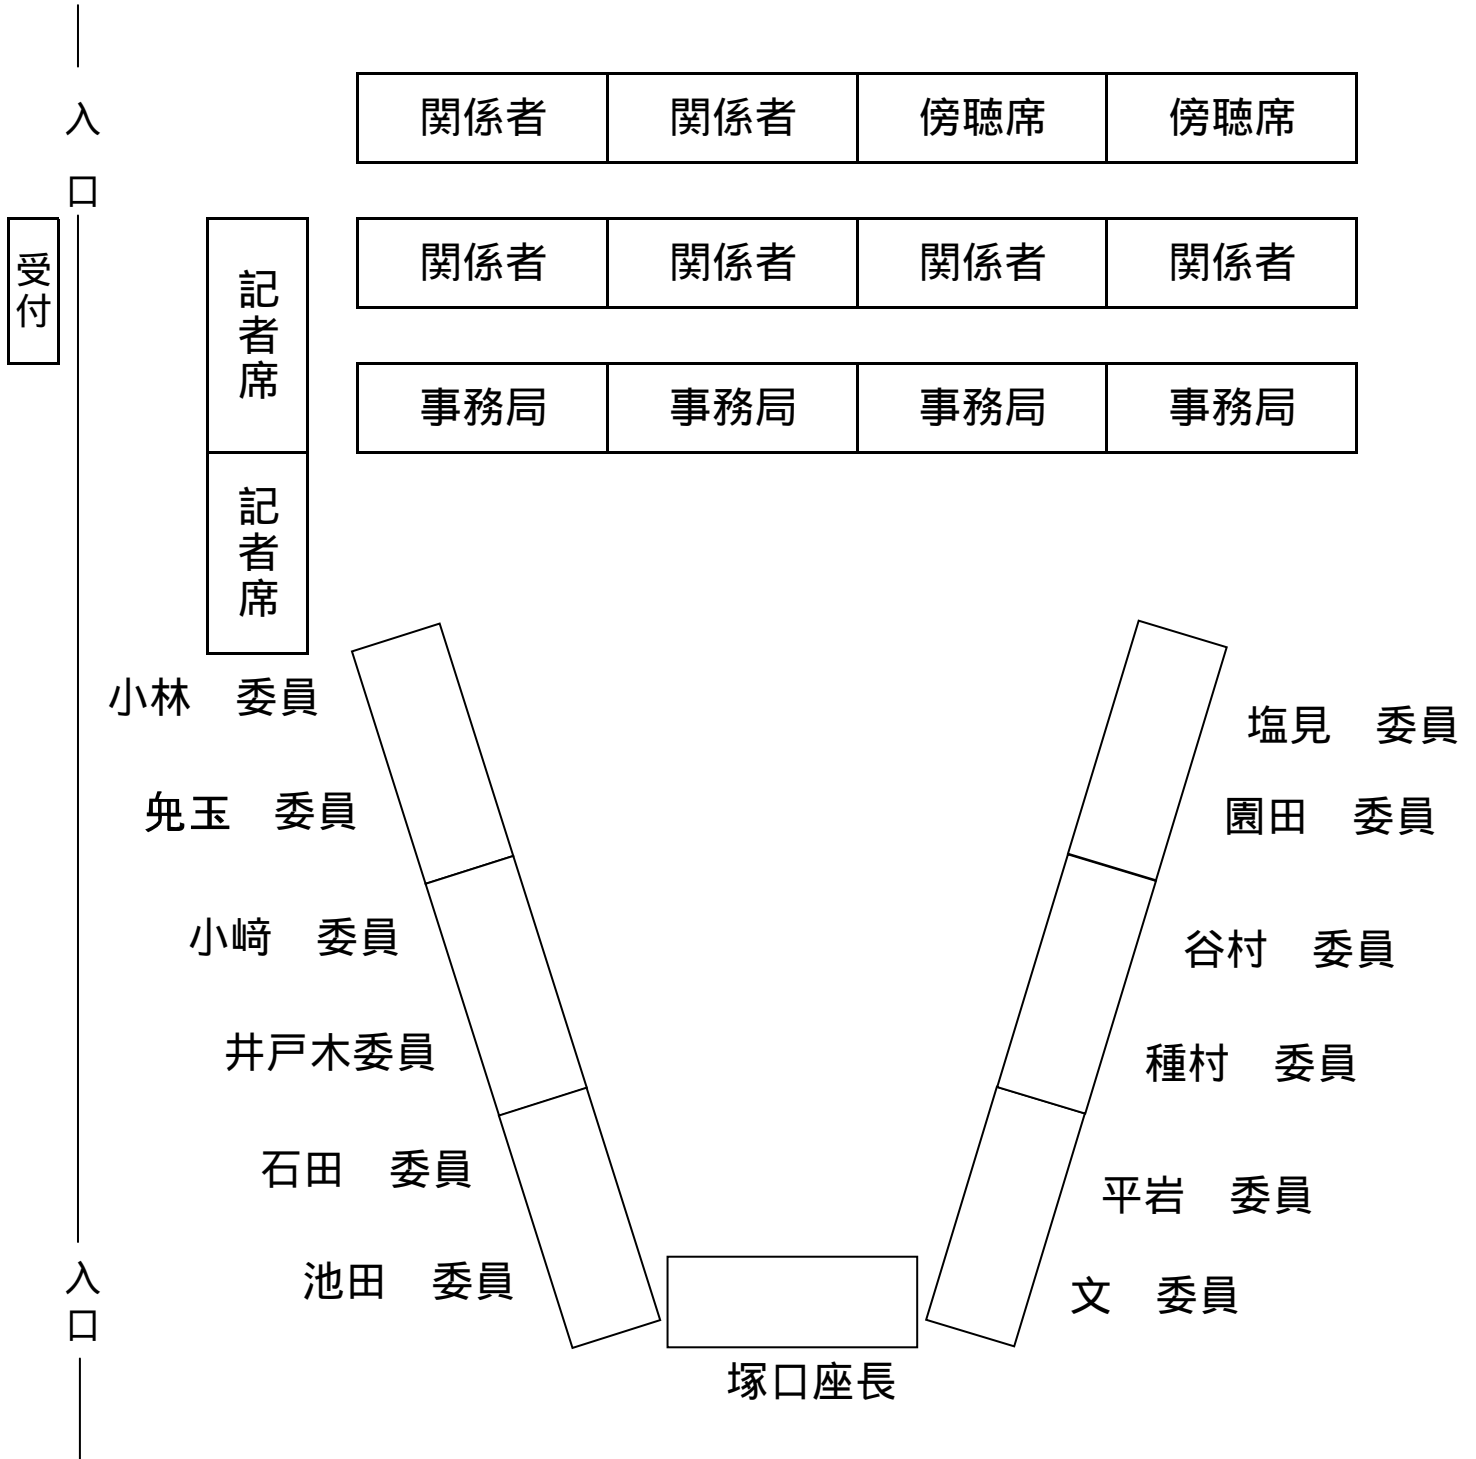 入口
関係者 関係者 傍聴席 傍聴席
受付
記者席
関係者 関係者 関係者 関係者
事務局 事務局 事務局 事務局
記者席
小林　委員
塩見　委員
兠玉　委員
園田　委員
小﨑　委員
谷村　委員
井戸木委員
種村　委員
石田　委員
平岩　委員
池田　委員
文　委員
入口
塚口座長